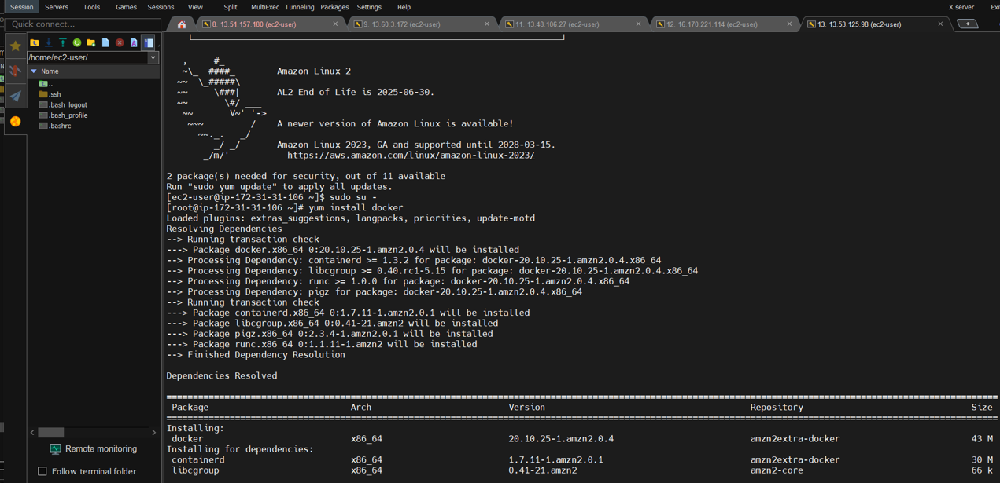 Session Servers Tools Games Sessions View Split MultiExec Tunneling Packages Settings Help X server Exi
Quick connect...
8. 13.51.157.180 (ec2-user) 9. 13.60.3.172 (ec2-user) 11. 13.48.106.27 (ec2-user) 12. 16.170.221.114 (ec2-user) 13. 13.53.125.98 (ec2-user)
/home/ec2-user/
Name
..
.ssh
.bash_logout
.bash_profile
.bashrc
Remote monitoring
Follow terminal folder
   ,     #_
   ~\_  ####_        Amazon Linux 2
  ~~  \_#####\
  ~~     \###|       AL2 End of Life is 2025-06-30.
  ~~       \#/ ___
   ~~       V~' '->
    ~~~         /    A newer version of Amazon Linux is available!
      ~~._.   _/
         _/ _/       Amazon Linux 2023, GA and supported until 2028-03-15.
       _/m/'           https://aws.amazon.com/linux/amazon-linux-2023/
2 package(s) needed for security, out of 11 available
Run "sudo yum update" to apply all updates.
[ec2-user@ip-172-31-31-106 ~]$ sudo su -
[root@ip-172-31-31-106 ~]# yum install docker
Loaded plugins: extras_suggestions, langpacks, priorities, update-motd
Resolving Dependencies
--> Running transaction check
---> Package docker.x86_64 0:20.10.25-1.amzn2.0.4 will be installed
--> Processing Dependency: containerd >= 1.3.2 for package: docker-20.10.25-1.amzn2.0.4.x86_64
--> Processing Dependency: libcgroup >= 0.40.rc1-5.15 for package: docker-20.10.25-1.amzn2.0.4.x86_64
--> Processing Dependency: runc >= 1.0.0 for package: docker-20.10.25-1.amzn2.0.4.x86_64
--> Processing Dependency: pigz for package: docker-20.10.25-1.amzn2.0.4.x86_64
--> Running transaction check
---> Package containerd.x86_64 0:1.7.11-1.amzn2.0.1 will be installed
---> Package libcgroup.x86_64 0:0.41-21.amzn2 will be installed
---> Package pigz.x86_64 0:2.3.4-1.amzn2.0.1 will be installed
---> Package runc.x86_64 0:1.1.11-1.amzn2 will be installed
--> Finished Dependency Resolution
Dependencies Resolved
Package Arch Version Repository Size
Installing:
docker x86_64 20.10.25-1.amzn2.0.4 amzn2extra-docker 43 M
Installing for dependencies:
containerd x86_64 1.7.11-1.amzn2.0.1 amzn2extra-docker 30 M
libcgroup x86_64 0.41-21.amzn2 amzn2-core 66 k